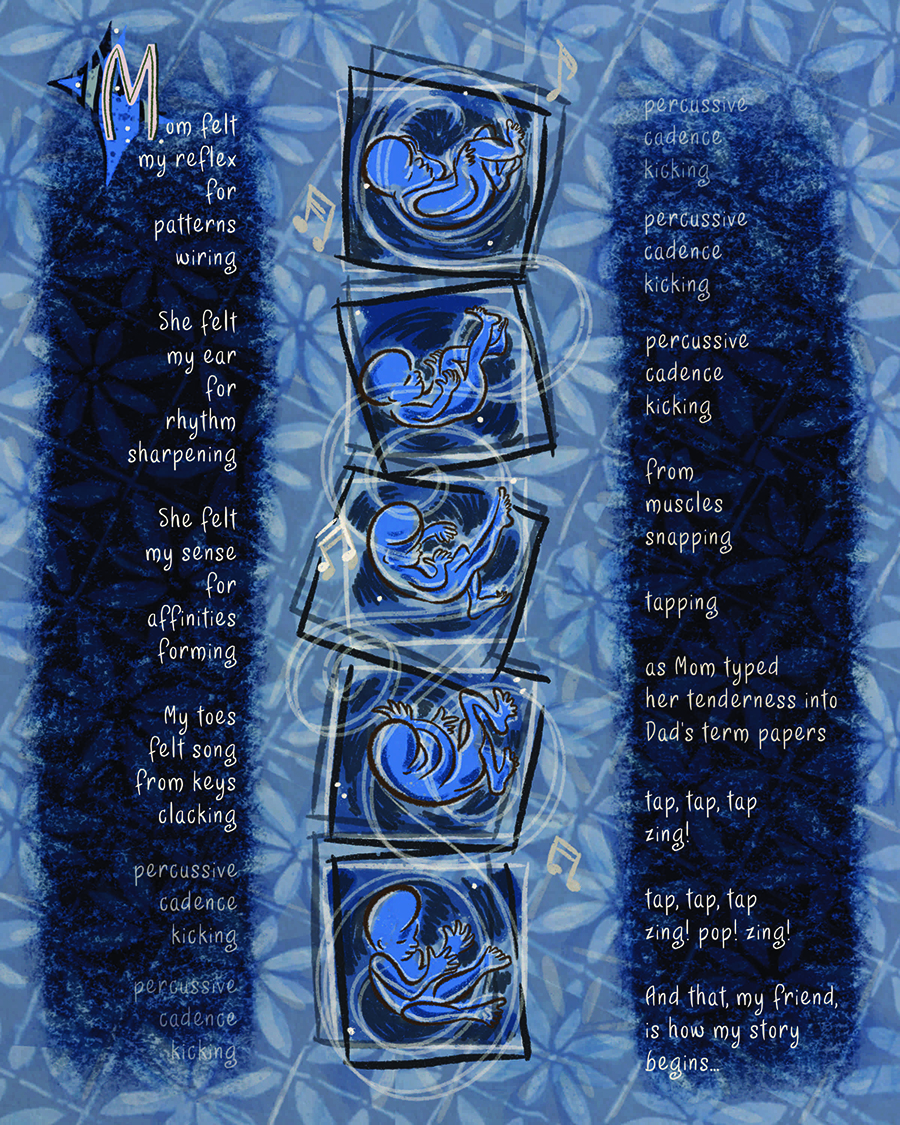 Mom felt
my reflex
for
patterns
wiring
She felt
my ear
for
rhythm
sharpening
She felt
my sense
for
affinities
forming
My toes
felt song
from keys
clacking
percussive
cadence
kicking
percussive
cadence
kicking
percussive
cadence
kicking
percussive
cadence
kicking
percussive
cadence
kicking
from
muscles
snapping
tapping
as Mom typed
her tenderness into
Dad's term papers
tap, tap, tap
zing!
tap, tap, tap
zing! pop! zing!
And that, my friend,
is how my story
begins...